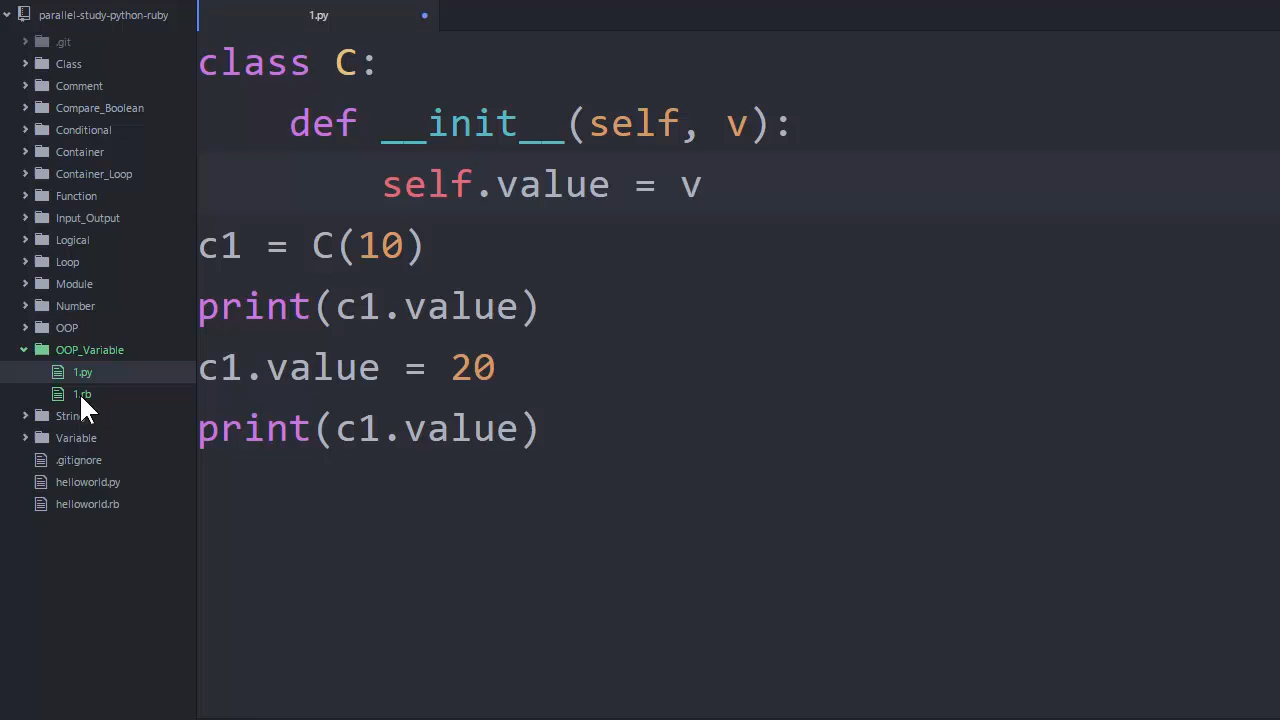 parallel-study-python-ruby
.git
Class
Comment
Compare_Boolean
Conditional
Container
Container_Loop
Function
Input_Output
Logical
Loop
Module
Number
OOP
OOP_Variable
1.py
1.rb
Variable
.gitignore
helloworld.py
helloworld.rb
1.py
class C:
    def __init__(self, v):
        self.value = v
c1 = C(10)
print(c1.value)
c1.value = 20
print(c1.value)